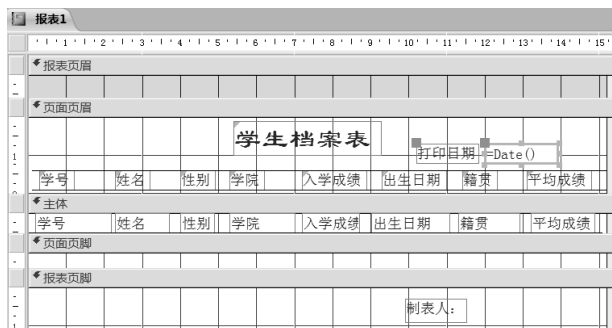 报表1
1 2 3 4 5 6 7 8 9 10 11 12 13 14 15
报表页眉
页面页眉
学生档案表
打印日期 =Date()
1
学号 姓名 性别 学院 入学成绩 出生日期 籍贯 平均成绩
主体
学号 姓名 性别 学院 入学成绩 出生日期 籍贯 平均成绩
页面页脚
报表页脚
制表人：
1